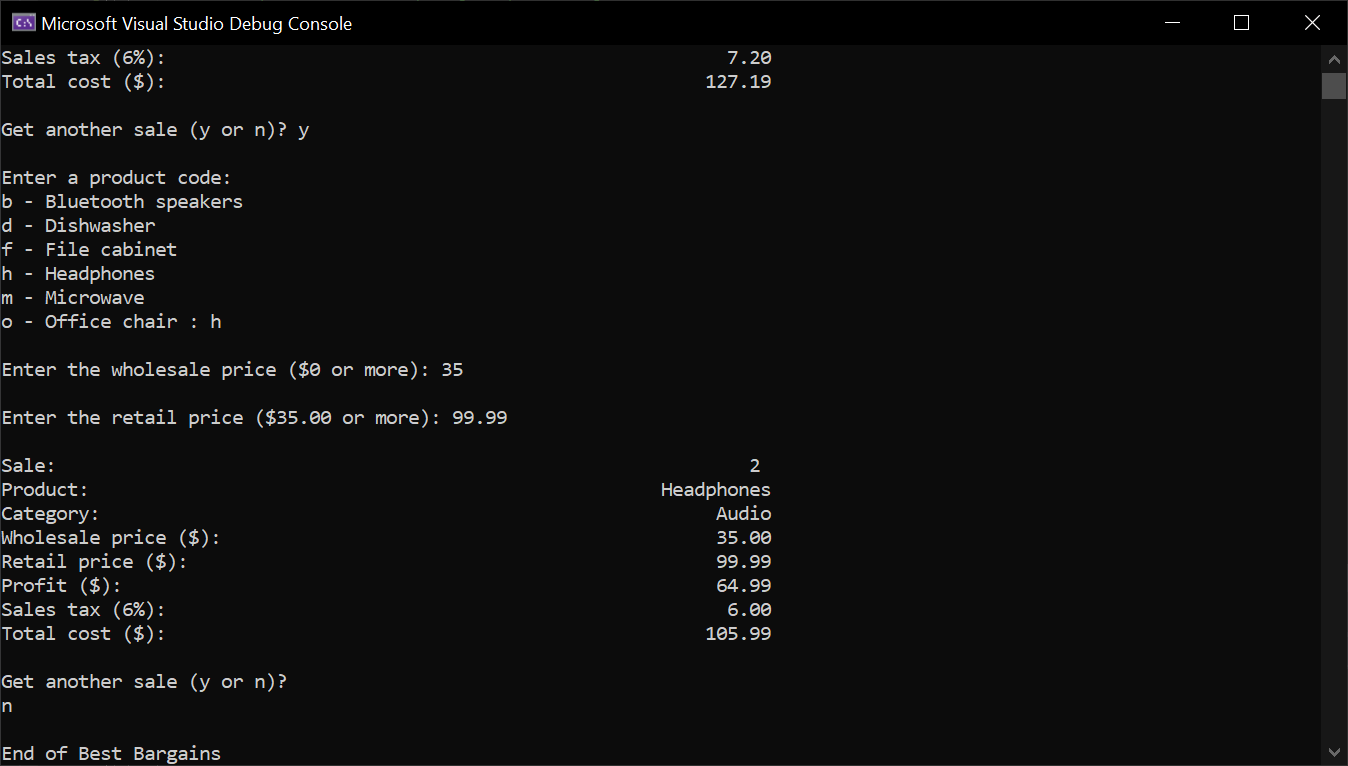 Microsoft Visual Studio Debug Console
Sales tax (6%): 7.20
Total cost ($): 127.19
Get another sale (y or n)? y
Enter a product code:
b - Bluetooth speakers
d - Dishwasher
f - File cabinet
h - Headphones
m - Microwave
o - Office chair : h
Enter the wholesale price ($0 or more): 35
Enter the retail price ($35.00 or more): 99.99
Sale: 2
Product: Headphones
Category: Audio
Wholesale price ($): 35.00
Retail price ($): 99.99
Profit ($): 64.99
Sales tax (6%): 6.00
Total cost ($): 105.99
Get another sale (y or n)?
n
End of Best Bargains